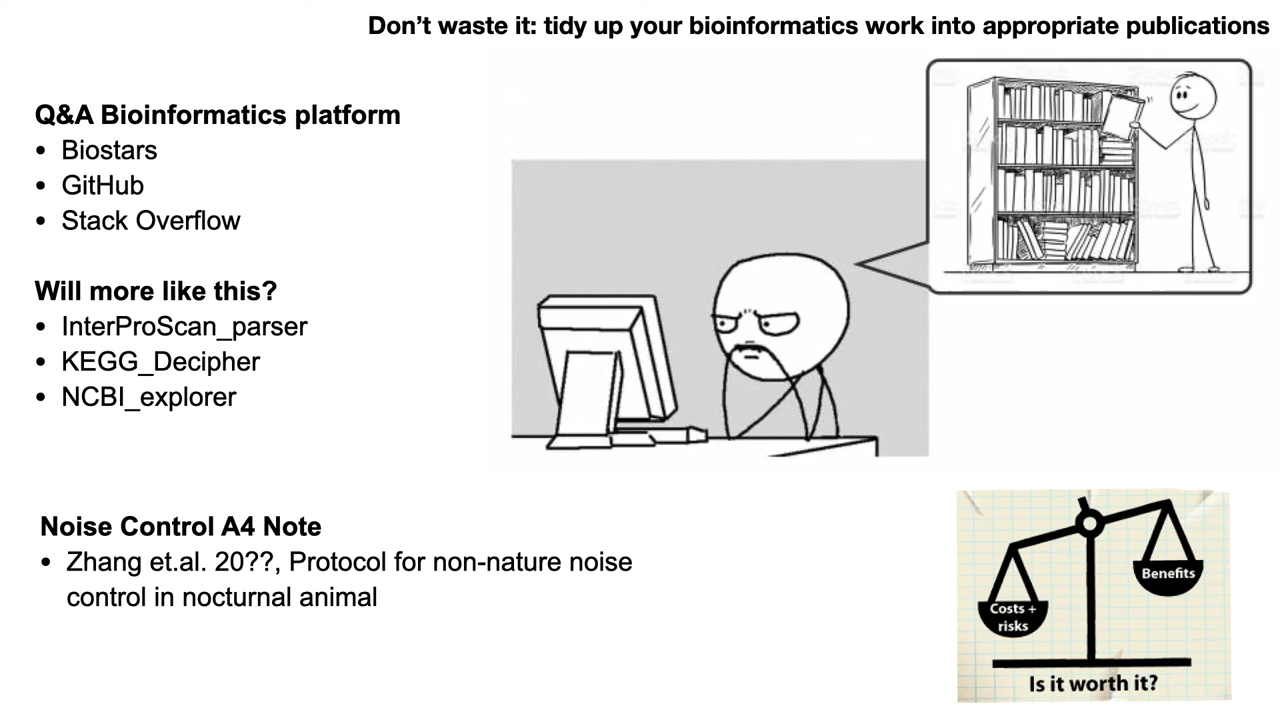 Don’t waste it: tidy up your bioinformatics work into appropriate publications
Q&A Bioinformatics platform
• Biostars
• GitHub
• Stack Overflow
Will more like this?
• InterProScan_parser
• KEGG_Decipher
• NCBI_explorer
Noise Control A4 Note
• Zhang et.al. 20??, Protocol for non-nature noise
control in nocturnal animal
Benefits
Costs +
risks
Is it worth it?